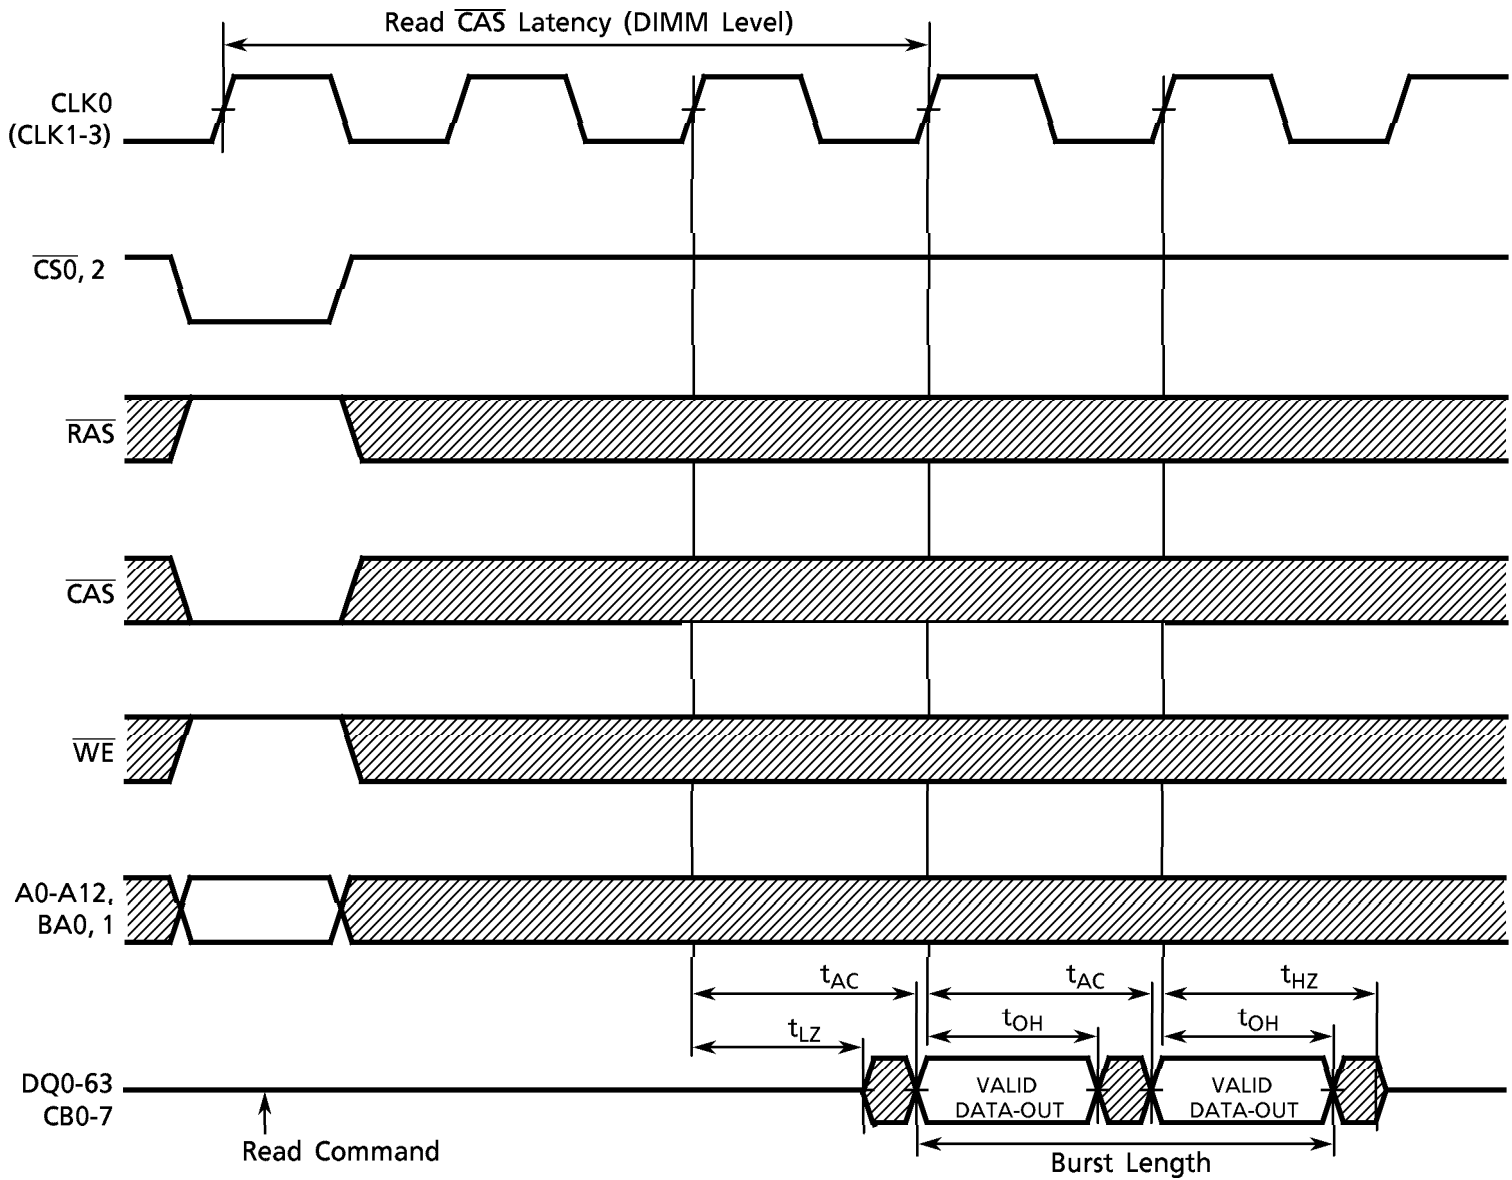 Read CAS Latency (DIMM Level)
CLK0
(CLK1-3)
CS0, 2
RAS
CAS
WE
A0-A12,
BA0, 1
tAC
tAC
tHZ
tLZ
tOH
tOH
DQ0-63
CB0-7
VALID
DATA-OUT
VALID
DATA-OUT
Read Command
Burst Length